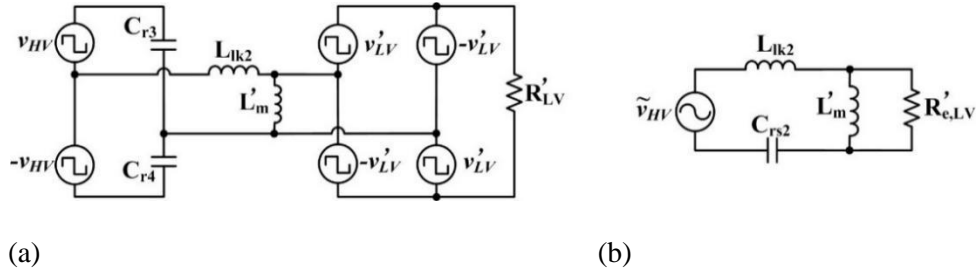 v_HV C_r3 L_lk2 v'_LV -v'_LV L'_m R'_LV
-v_HV C_r4 -v'_LV v'_LV
L_lk2
ṽ_HV L'_m R'_e,LV
C_rs2
(a) (b)